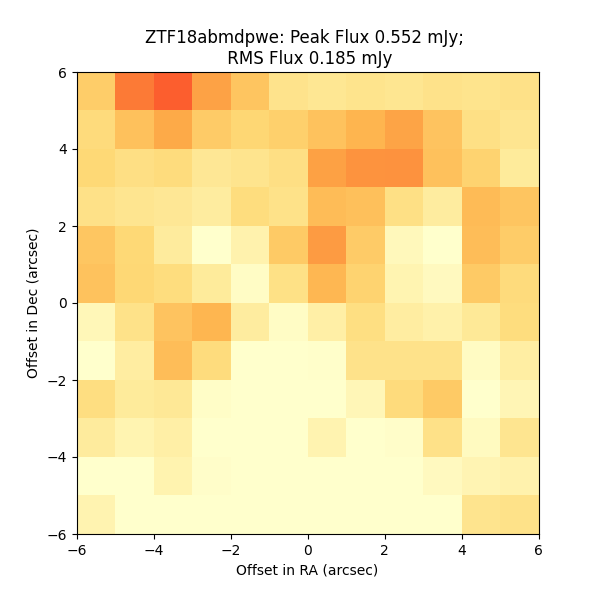 ZTF18abmdpwe: Peak Flux 0.552 mJy;
RMS Flux 0.185 mJy
6
4
2
0
−2
−4
−6
Offset in Dec (arcsec)
−6 −4 −2 0 2 4 6
Offset in RA (arcsec)